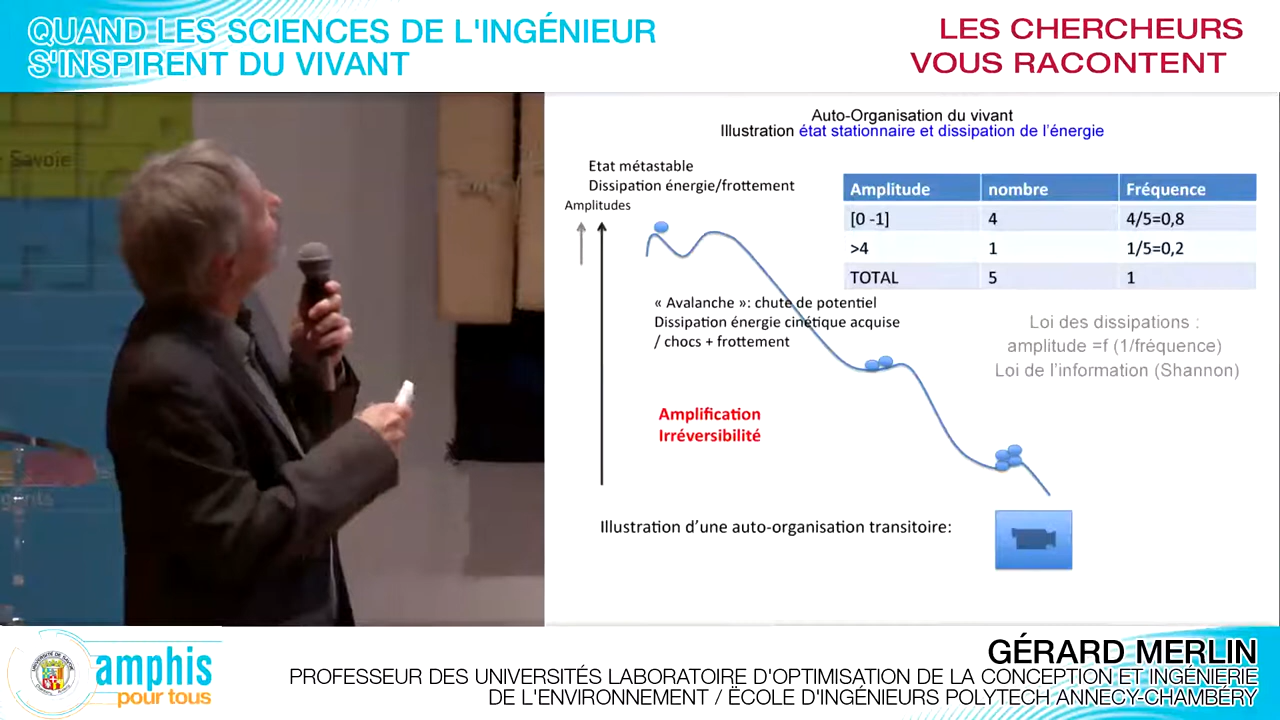 QUAND LES SCIENCES DE L'INGÉNIEUR
S'INSPIRENT DU VIVANT
LES CHERCHEURS
VOUS RACONTENT
Savoie
Auto-Organisation du vivant
Illustration état stationnaire et dissipation de l'énergie
Etat métastable
Dissipation énergie/frottement
Amplitudes
Amplitude nombre Fréquence
[0 -1] 4 4/5=0,8
>4 1 1/5=0,2
TOTAL 5 1
« Avalanche »: chute de potentiel
Dissipation énergie cinétique acquise
/ chocs + frottement
Loi des dissipations :
amplitude =f (1/fréquence)
Loi de l'information (Shannon)
Amplification
Irréversibilité
Illustration d'une auto-organisation transitoire:
amphis
pour tous
GÉRARD MERLIN
PROFESSEUR DES UNIVERSITÉS LABORATOIRE D'OPTIMISATION DE LA CONCEPTION ET INGÉNIERIE
DE L'ENVIRONNEMENT / ËCOLE D'INGÉNIEURS POLYTECH ANNECY-CHAMBÉRY